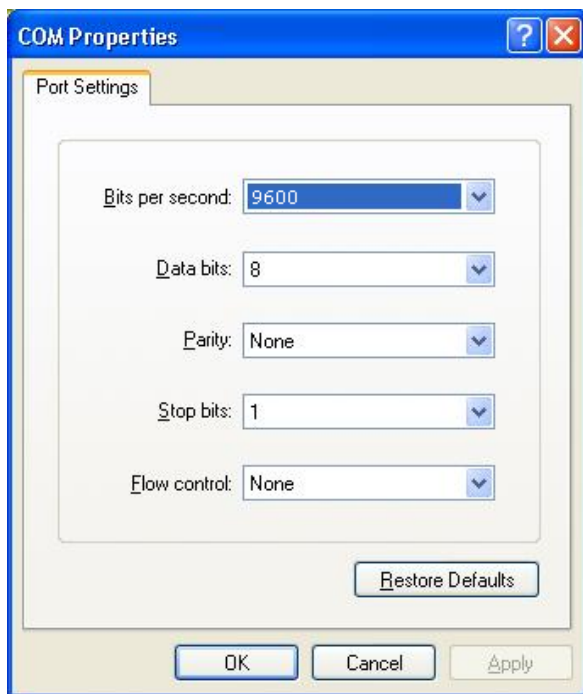 COM Properties
Port Settings
Bits per second: 9600
Data bits: 8
Parity: None
Stop bits: 1
Flow control: None
Restore Defaults
OK Cancel Apply